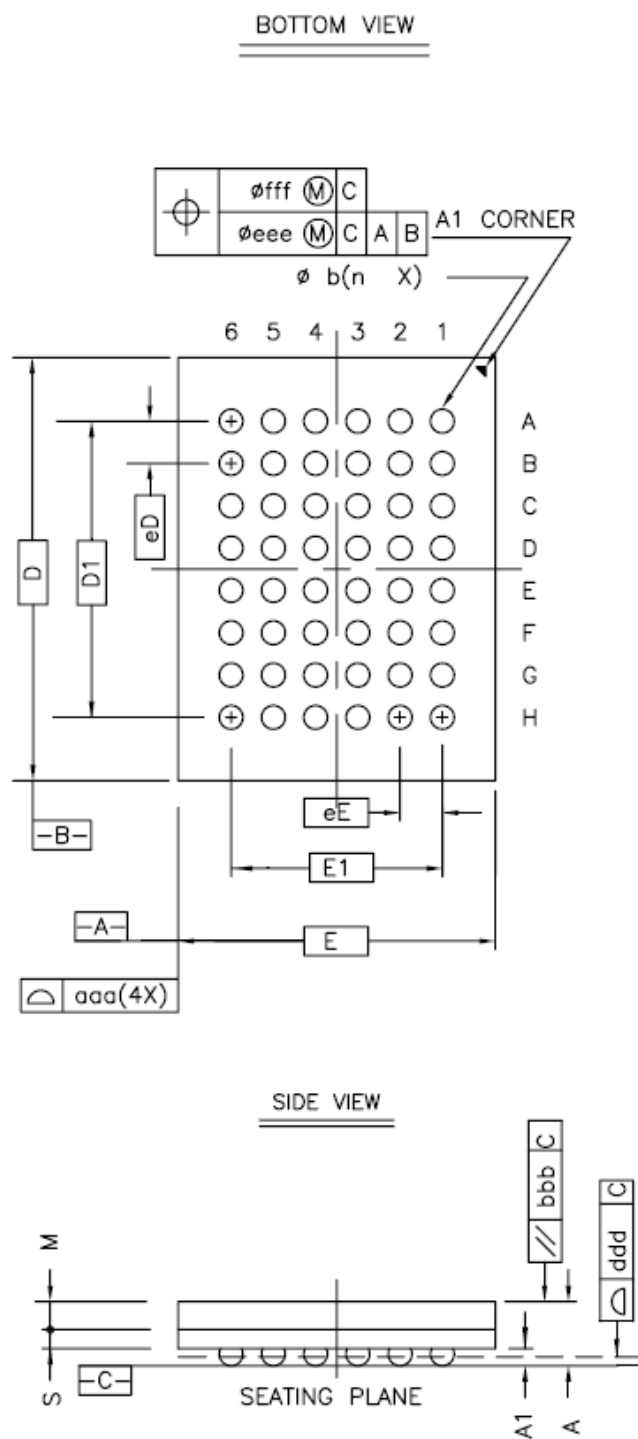 BOTTOM VIEW
øfff Ⓜ C
øeee Ⓜ C A B
A1 CORNER
ø b(n X)
6 5 4 3 2 1
A
B
eD
C
D
D1
D
E
F
G
H
eE
-B-
E1
-A-
E
aaa(4X)
SIDE VIEW
// bbb C
ddd C
M
-C-
S
SEATING PLANE
A1
A